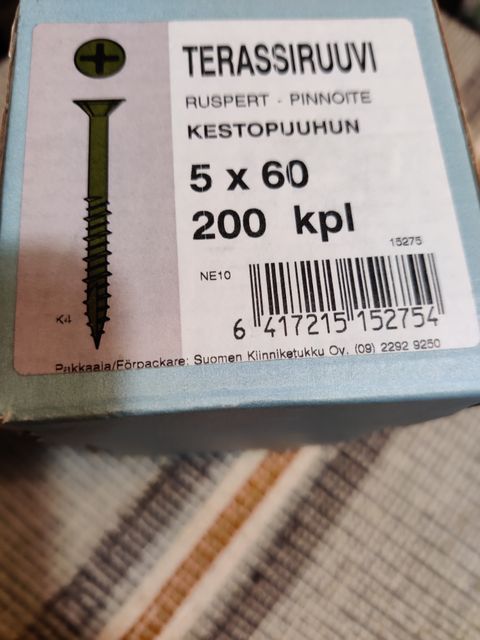 TERASSIRUUVI
RUSPERT - PINNOITE
KESTOPUUHUN
5 x 60
200 kpl
15275
NE10
K4
6 417215 152754
Pakkaaja/Förpackare: Suomen Kiinniketukku Oy. (09) 2292 9250